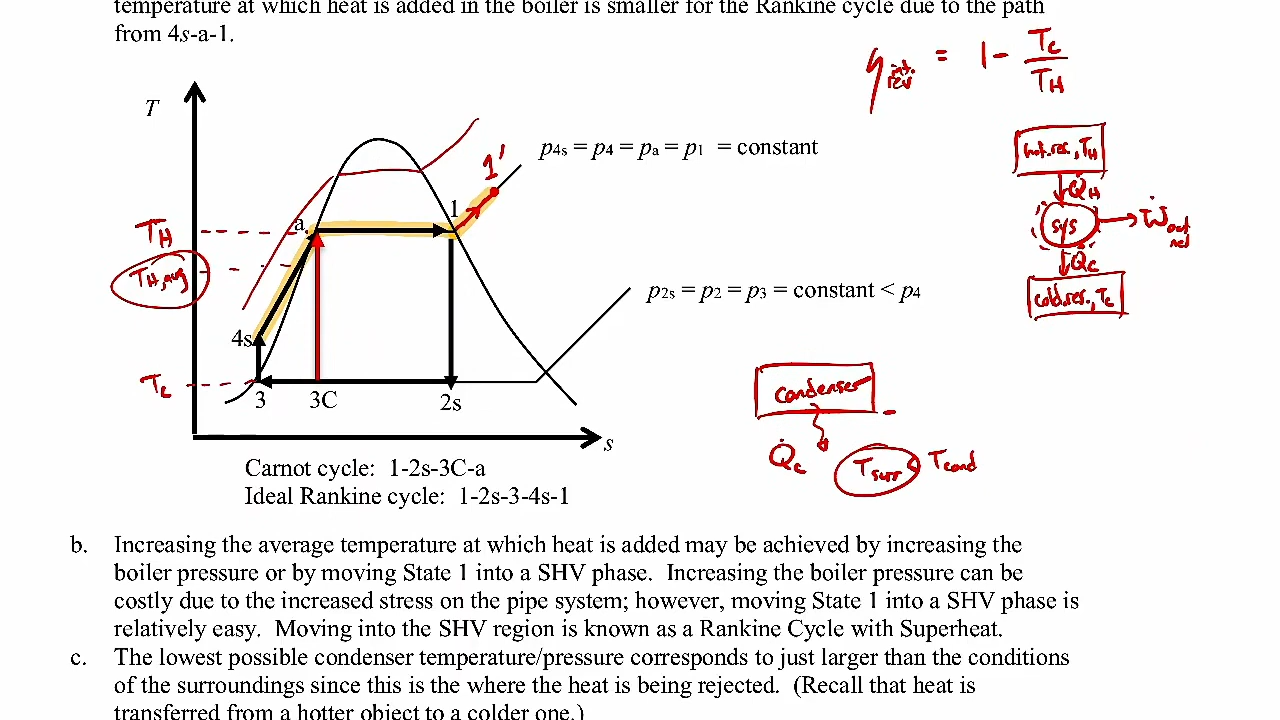 temperature at which heat is added in the boiler is smaller for the Rankine cycle due to the path
from 4s-a-1.
η int. rev = 1 - Tc / TH
T
p4s = p4 = pa = p1 = constant
1'
hot. res., TH
Q̇H
a
1
TH
sys
Ẇ out net
TH,avg
Q̇c
p2s = p2 = p3 = constant < p4
cold. res., Tc
4s
Tc
condenser
3
3C
2s
s
Q̇c
Tsurr < Tcond
Carnot cycle: 1-2s-3C-a
Ideal Rankine cycle: 1-2s-3-4s-1
b. Increasing the average temperature at which heat is added may be achieved by increasing the
boiler pressure or by moving State 1 into a SHV phase. Increasing the boiler pressure can be
costly due to the increased stress on the pipe system; however, moving State 1 into a SHV phase is
relatively easy. Moving into the SHV region is known as a Rankine Cycle with Superheat.
c. The lowest possible condenser temperature/pressure corresponds to just larger than the conditions
of the surroundings since this is the where the heat is being rejected. (Recall that heat is
transferred from a hotter object to a colder one.)